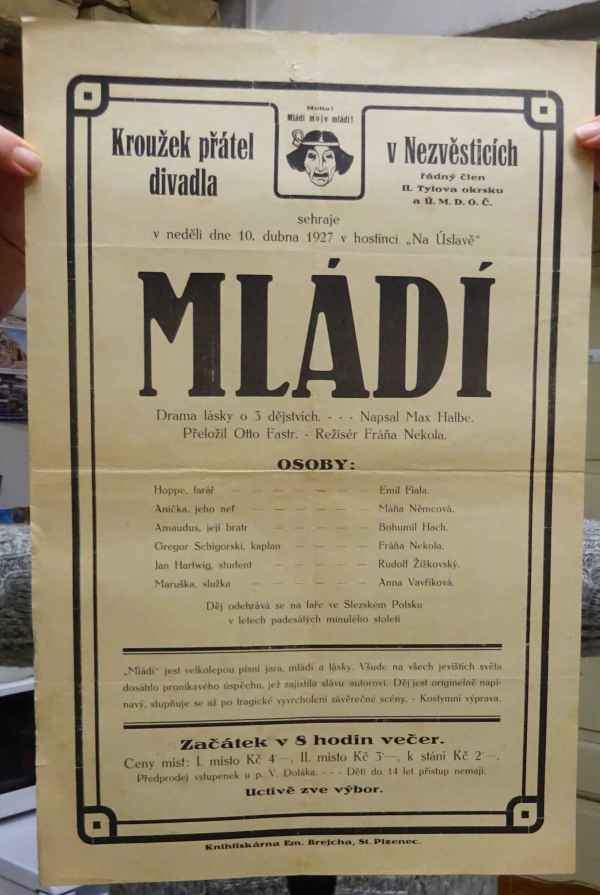 Motto!
Mládí moje mládí!
Kroužek přátel
divadla
v Nezvěsticích
řádný člen
II. Tylova okrsku
a Ú. M. D. O. Č.
sehraje
v neděli dne 10. dubna 1927 v hostinci „Na Úslavě“
MLÁDÍ
Drama lásky o 3 dějstvích. - - - Napsal Max Halbe.
Přeložil Otto Fastr. - Režisér Fráňa Nekola.
OSOBY:
Hoppe, farář — — — — — — Emil Fiala.
Anička, jeho neř — — — — — Máňa Němcová.
Amandus, její bratr — — — — — Bohumil Hach.
Gregor Schigorski, kaplan — — — — Fráňa Nekola.
Jan Hartwig, student — — — — — Rudolf Žižkovský.
Maruška, služka — — — — — Anna Vavříková.
Děj odehrává se na faře ve Slezském Polsku
v letech padesátých minulého století
„Mládí“ jest velkolepou písní jara, mládí a lásky. Všude na všech jevištích světa
dosáhlo pronikavého úspěchu, jež zajistila slávu autorovi. Děj jest originelně napí-
navý, stupňuje se až po tragické vyvrcholení závěrečné scény. - Kostymní výprava.
Začátek v 8 hodin večer.
Ceny míst: I. místo Kč 4·—, II. místo Kč 3·—, k stání Kč 2·—.
Předprodej vstupenek u p. V. Doláka. - - - Děti do 14 let přístup nemají.
Uctivě zve výbor.
Knihtiskárna Em. Brejcha, St. Plzenec.